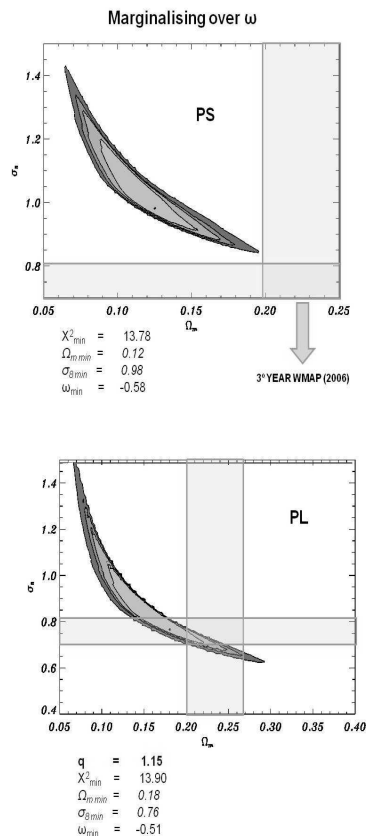 Marginalising over ω
1.4
1.2
1.0
0.8
σ₈
PS
0.05 0.10 0.15 0.20 0.25
Ωₘ
X²min = 13.78
Ωm min = 0.12
σ8 min = 0.98
ωmin = -0.58
3º YEAR WMAP (2006)
1.4
1.2
1.0
0.8
0.6
0.4
σ₈
PL
0.05 0.10 0.15 0.20 0.25 0.30 0.35 0.40
Ωₘ
q = 1.15
X²min = 13.90
Ωm min = 0.18
σ8 min = 0.76
ωmin = -0.51